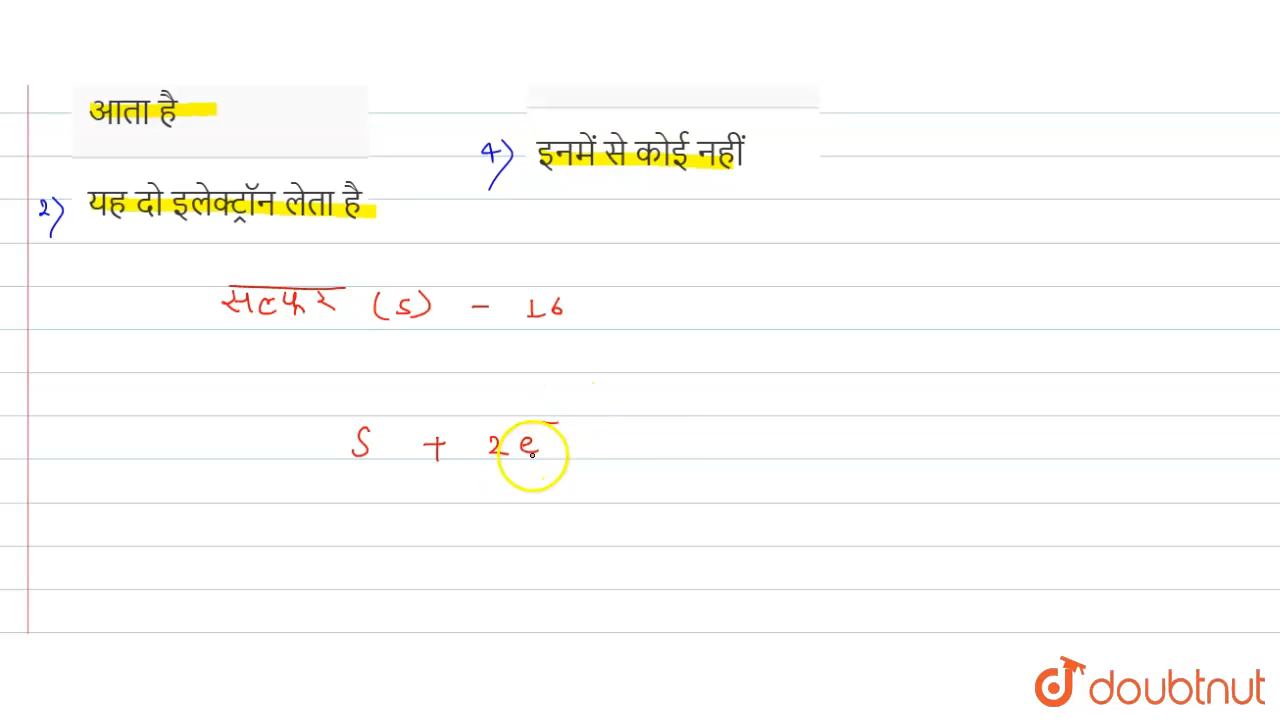 आता है
4) इनमें से कोई नहीं
2) यह दो इलेक्ट्रॉन लेता है
सल्फर (S) - 16
S + 2e⁻
doubtnut